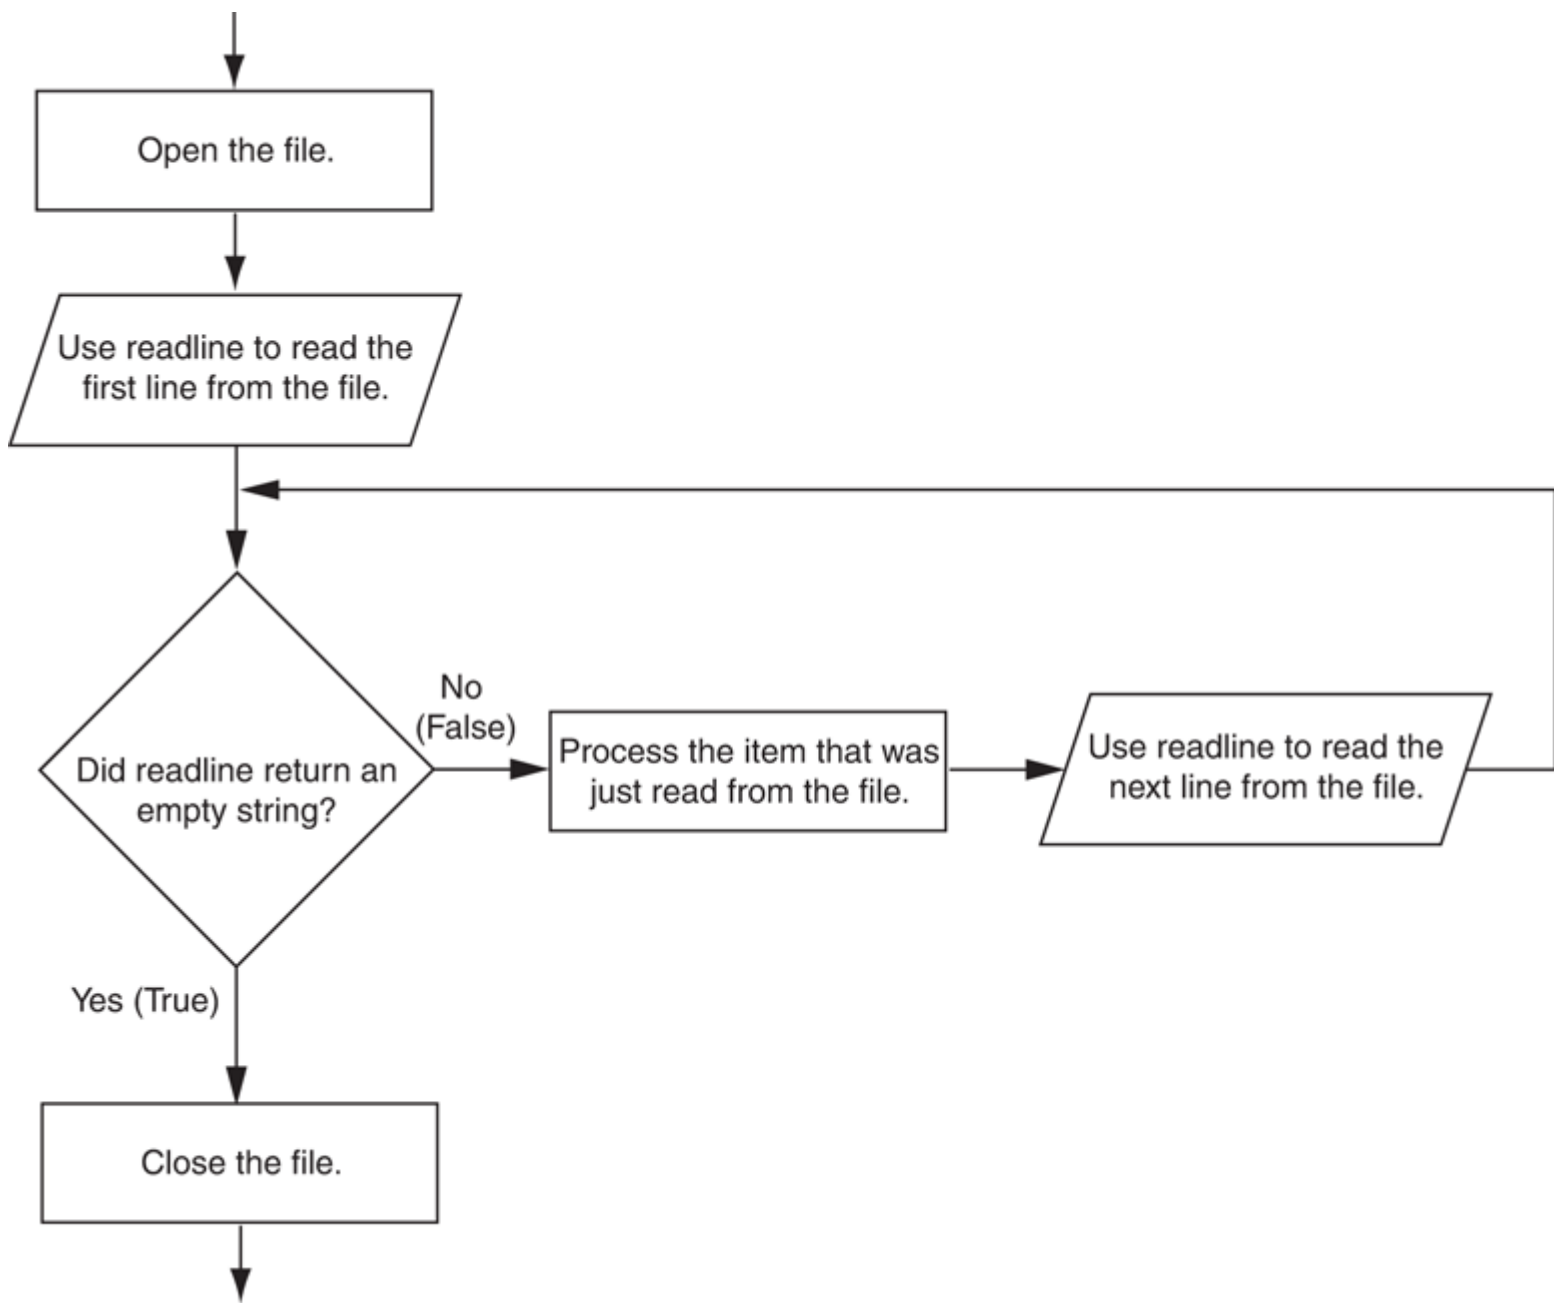 Open the file.
Use readline to read the
first line from the file.
Did readline return an
empty string?
No
(False)
Process the item that was
just read from the file.
Use readline to read the
next line from the file.
Yes (True)
Close the file.